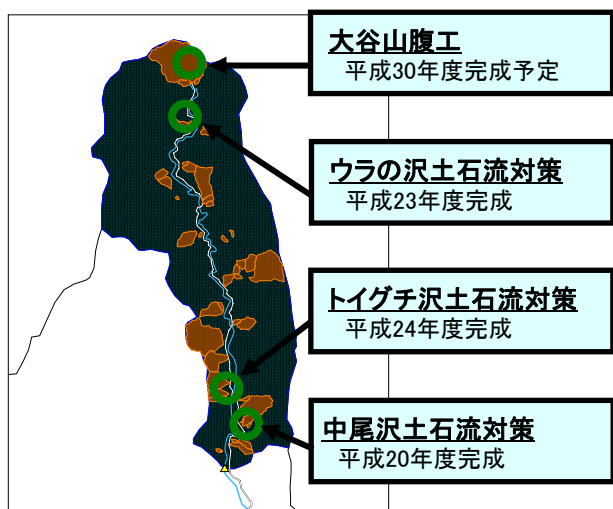 大谷山腹工
平成30年度完成予定
ウラの沢土石流対策
平成23年度完成
トイグチ沢土石流対策
平成24年度完成
中尾沢土石流対策
平成20年度完成